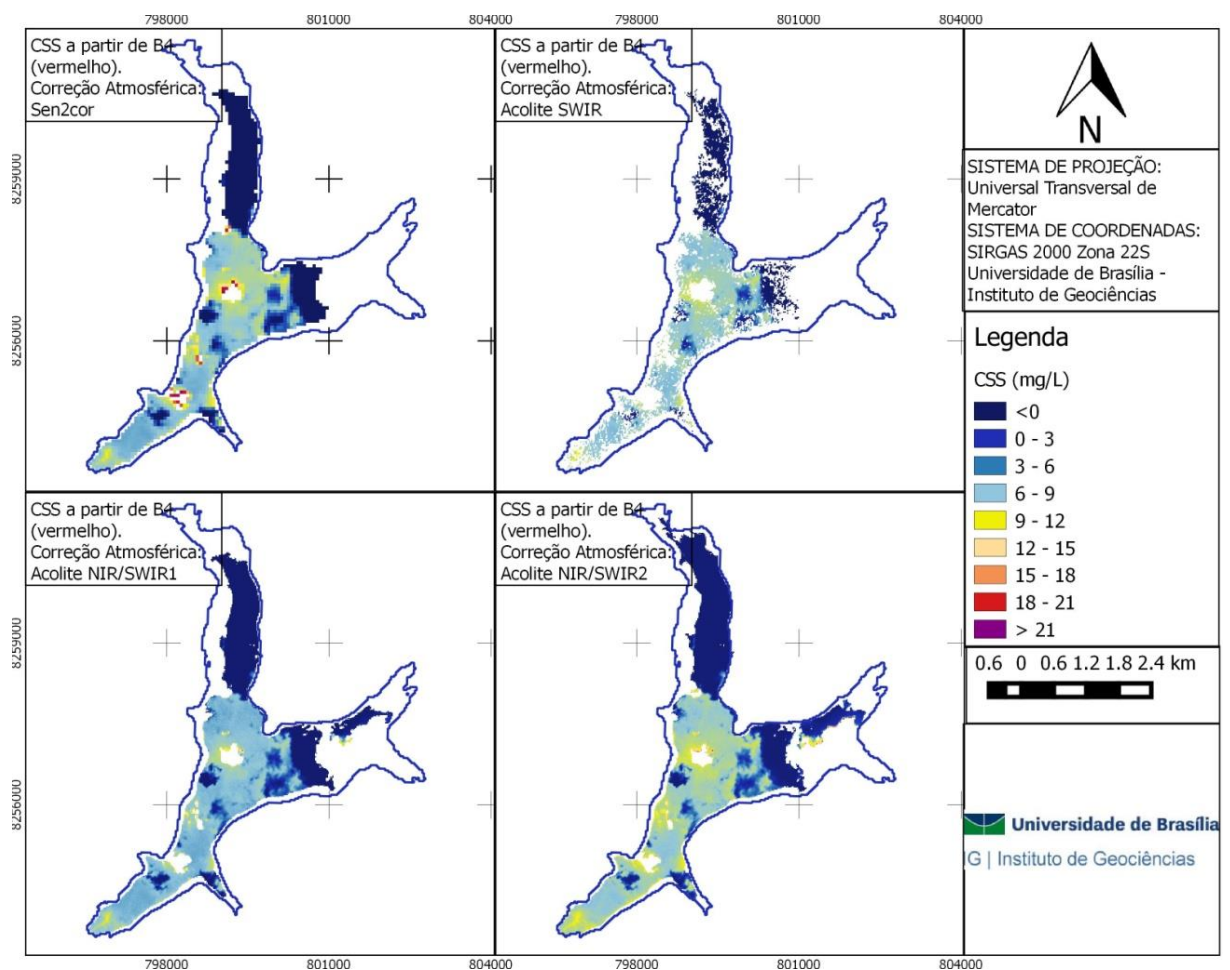 798000 801000 804000 798000 801000 804000
CSS a partir de B4
(vermelho).
Correção Atmosférica:
Sen2cor
CSS a partir de B4
(vermelho).
Correção Atmosférica:
Acolite SWIR
N
8259000
8256000
SISTEMA DE PROJEÇÃO:
Universal Transversal de
Mercator
SISTEMA DE COORDENADAS:
SIRGAS 2000 Zona 22S
Universidade de Brasília -
Instituto de Geociências
Legenda
CSS (mg/L)
<0
0 - 3
3 - 6
6 - 9
9 - 12
12 - 15
15 - 18
18 - 21
> 21
0.6 0 0.6 1.2 1.8 2.4 km
CSS a partir de B4
(vermelho).
Correção Atmosférica:
Acolite NIR/SWIR1
CSS a partir de B4
(vermelho).
Correção Atmosférica:
Acolite NIR/SWIR2
8259000
8256000
Universidade de Brasília
IG | Instituto de Geociências
798000 801000 804000 798000 801000 804000